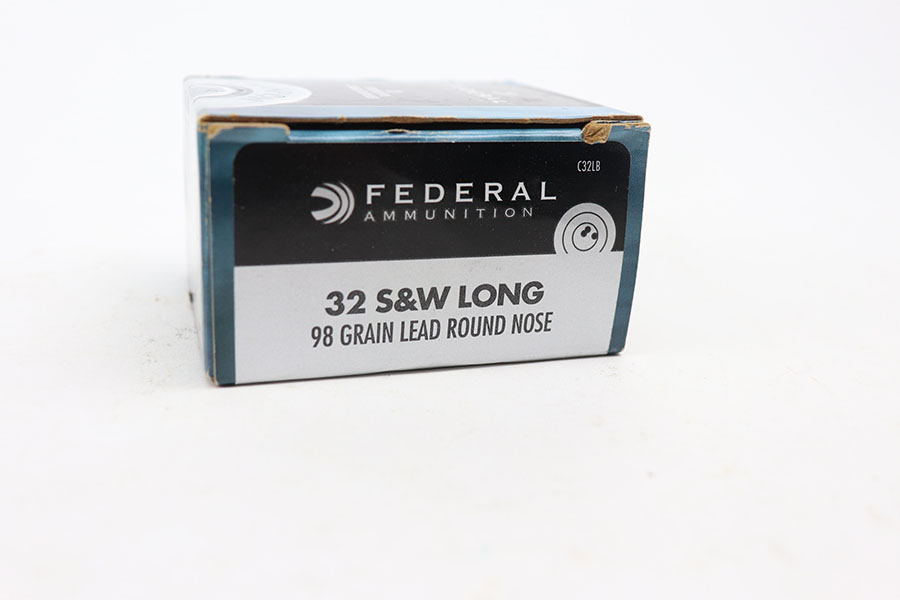 C32LB
FEDERAL
AMMUNITION
32 S&W LONG
98 GRAIN LEAD ROUND NOSE